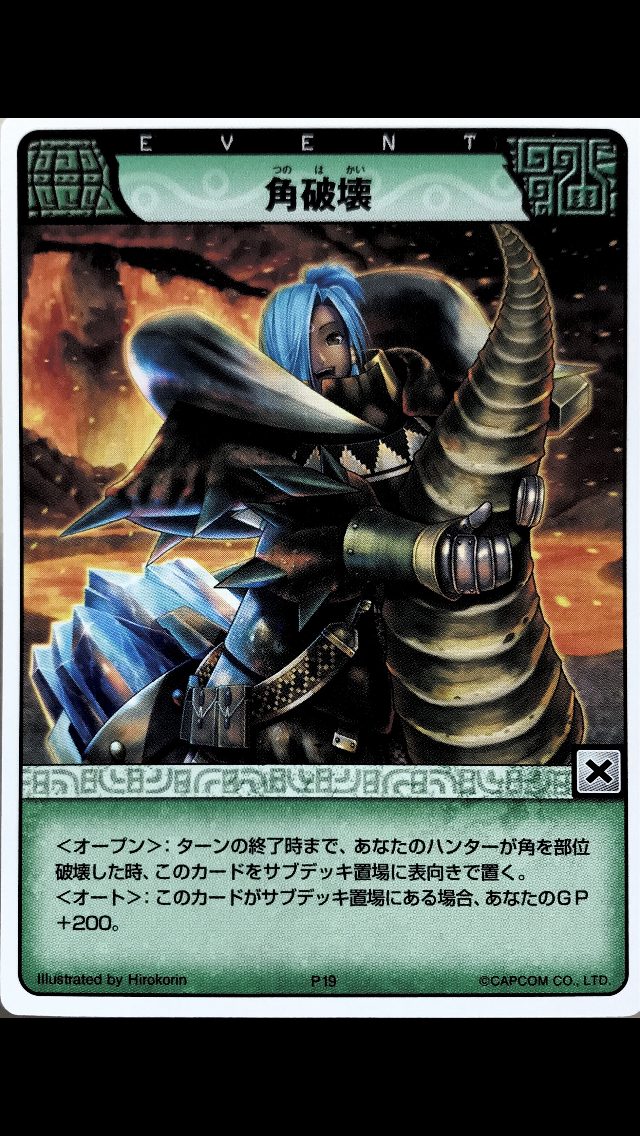 EVENT
つの は かい
角破壊
<オープン>：ターンの終了時まで、あなたのハンターが角を部位
破壊した時、このカードをサブデッキ置場に表向きで置く。
<オート>：このカードがサブデッキ置場にある場合、あなたのGP
+200。
Illustrated by Hirokorin P19 ©CAPCOM CO., LTD.